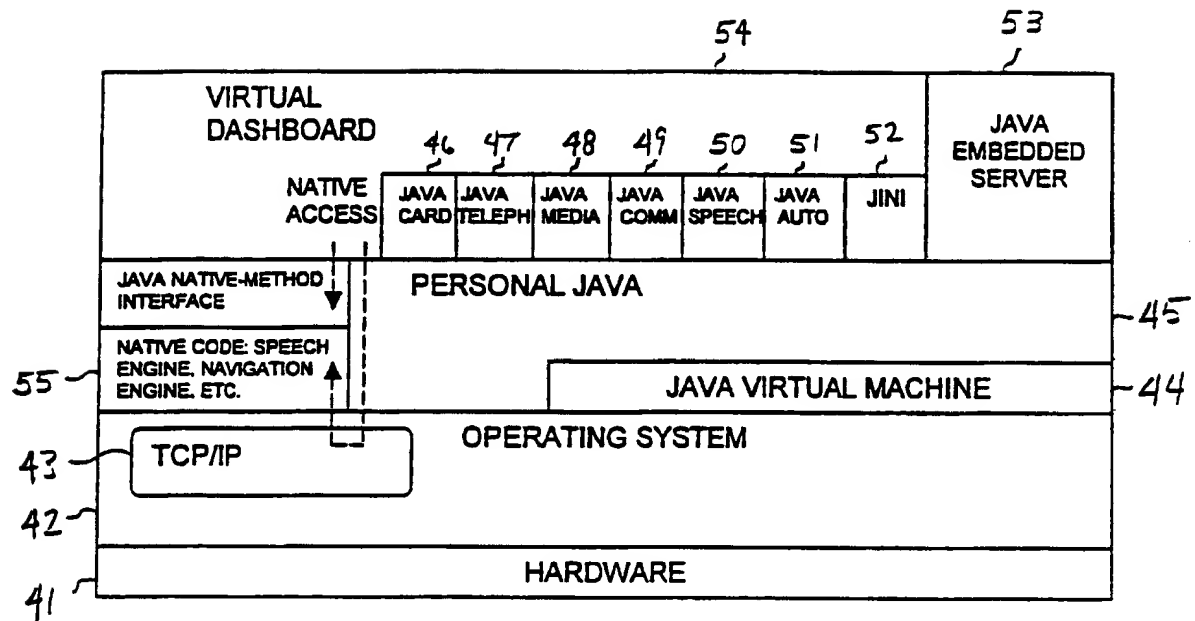 54
53
VIRTUAL
DASHBOARD
46
47
48
49
50
51
52
JAVA
EMBEDDED
SERVER
NATIVE
ACCESS
JAVA
CARD
JAVA
TELEPH
JAVA
MEDIA
JAVA
COMM
JAVA
SPEECH
JAVA
AUTO
JINI
JAVA NATIVE-METHOD
INTERFACE
PERSONAL JAVA
45
NATIVE CODE: SPEECH
ENGINE, NAVIGATION
ENGINE. ETC.
55
JAVA VIRTUAL MACHINE
44
OPERATING SYSTEM
TCP/IP
43
42
HARDWARE
41